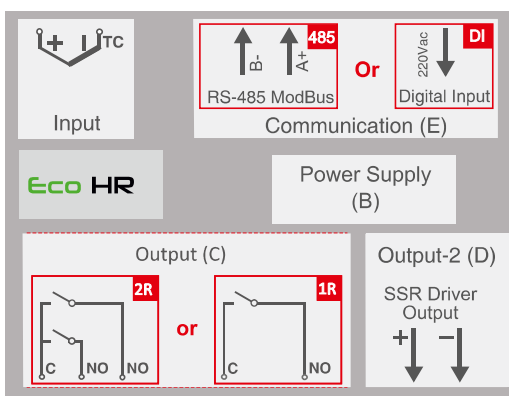 + - TC
Input
485
B-
A+
RS-485 ModBus
Or
DI
220Vac
Digital Input
Communication (E)
Eco HR
Power Supply
(B)
Output (C)
2R
C NO NO
or
1R
C NO
Output-2 (D)
SSR Driver
Output
+ -